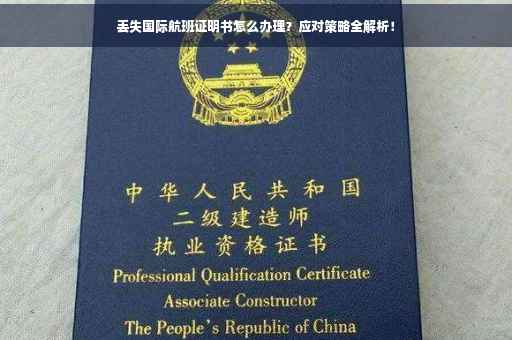 丢失国际航班证明书怎么办理？应对策略全解析！
中华人民共和国
二级建造师
执业资格证书
Professional Qualification Certificate
Associate Constructor
The People's Republic of China